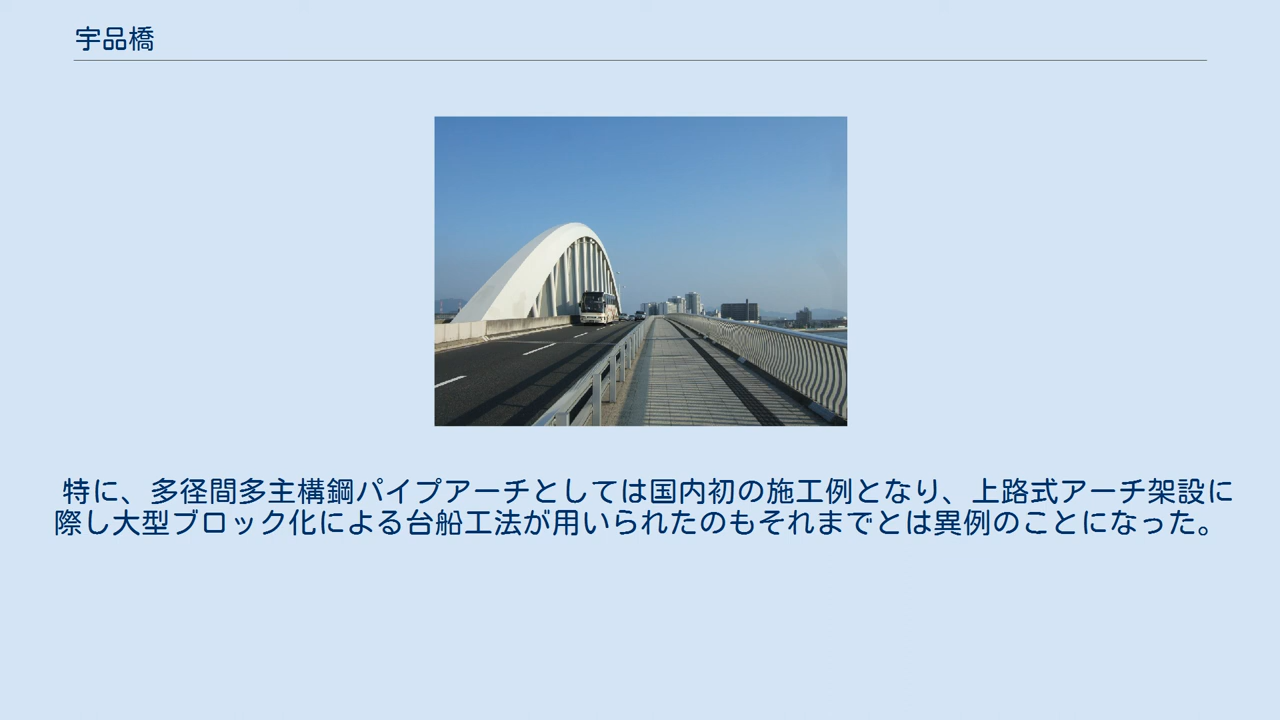 宇品橋
特に、多径間多主構鋼パイプアーチとしては国内初の施工例となり、上路式アーチ架設に
際し大型ブロック化による台船工法が用いられたのもそれまでとは異例のことになった。